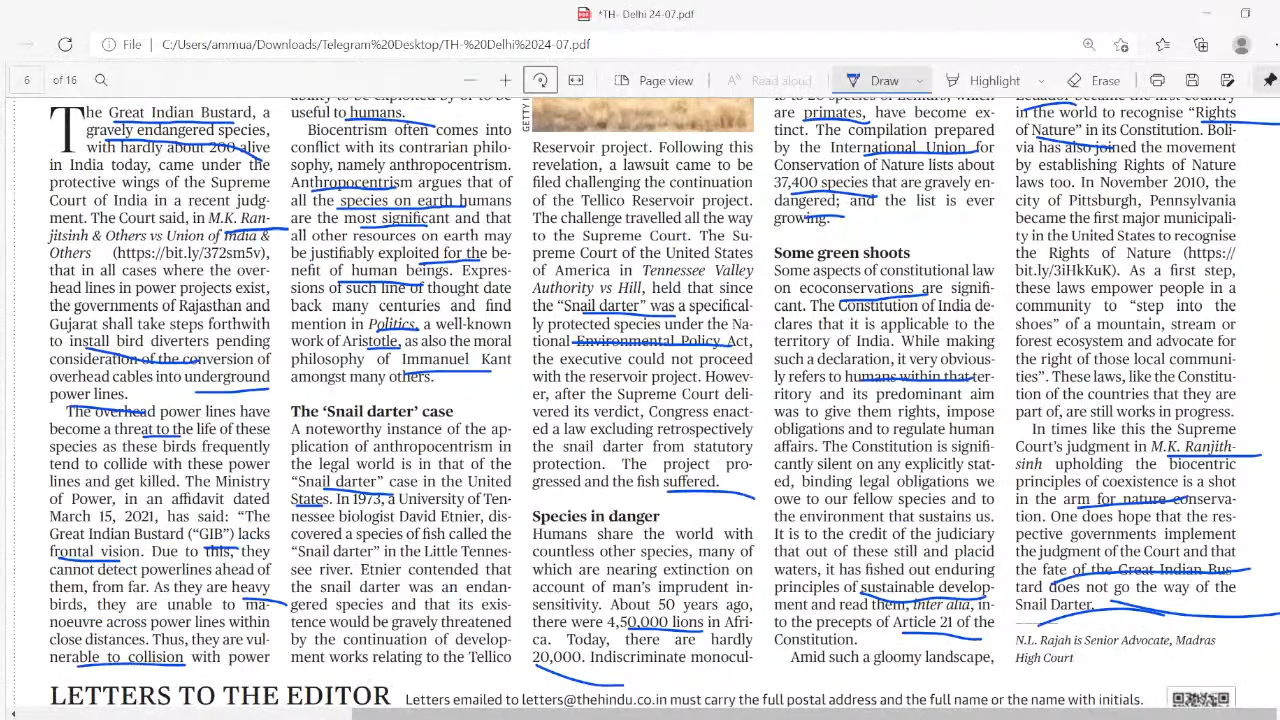 *TH- Delhi 24-07.pdf
File
C:/Users/ammua/Downloads/Telegram%20Desktop/TH-%20Delhi%2024-07.pdf
6 of 16
Page view
Read aloud
Draw
Highlight
Erase
The Great Indian Bustard, a
gravely endangered species,
with hardly about 200 alive
in India today, came under the
protective wings of the Supreme
Court of India in a recent judg-
ment. The Court said, in M.K. Ran-
jitsinh & Others vs Union of India &
Others (https://bit.ly/372sm5v),
that in all cases where the over-
head lines in power projects exist,
the governments of Rajasthan and
Gujarat shall take steps forthwith
to install bird diverters pending
consideration of the conversion of
overhead cables into underground
power lines.
The overhead power lines have
become a threat to the life of these
species as these birds frequently
tend to collide with these power
lines and get killed. The Ministry
of Power, in an affidavit dated
March 15, 2021, has said: “The
Great Indian Bustard (“GIB”) lacks
frontal vision. Due to this, they
cannot detect powerlines ahead of
them, from far. As they are heavy
birds, they are unable to ma-
noeuvre across power lines within
close distances. Thus, they are vul-
nerable to collision with power
ability to be exploited by or to be
useful to humans.
Biocentrism often comes into
conflict with its contrarian philo-
sophy, namely anthropocentrism.
Anthropocentrism argues that of
all the species on earth humans
are the most significant and that
all other resources on earth may
be justifiably exploited for the be-
nefit of human beings. Expres-
sions of such line of thought date
back many centuries and find
mention in Politics, a well-known
work of Aristotle, as also the moral
philosophy of Immanuel Kant
amongst many others.
The ‘Snail darter’ case
A noteworthy instance of the ap-
plication of anthropocentrism in
the legal world is in that of the
“Snail darter” case in the United
States. In 1973, a University of Ten-
nessee biologist David Etnier, dis-
covered a species of fish called the
“Snail darter” in the Little Tennes-
see river. Etnier contended that
the snail darter was an endan-
gered species and that its exis-
tence would be gravely threatened
by the continuation of develop-
ment works relating to the Tellico
GETTY
Reservoir project. Following this
revelation, a lawsuit came to be
filed challenging the continuation
of the Tellico Reservoir project.
The challenge travelled all the way
to the Supreme Court. The Su-
preme Court of the United States
of America in Tennessee Valley
Authority vs Hill, held that since
the “Snail darter” was a specifical-
ly protected species under the Na-
tional Environmental Policy Act,
the executive could not proceed
with the reservoir project. Howev-
er, after the Supreme Court deli-
vered its verdict, Congress enact-
ed a law excluding retrospectively
the snail darter from statutory
protection. The project pro-
gressed and the fish suffered.
Species in danger
Humans share the world with
countless other species, many of
which are nearing extinction on
account of man’s imprudent in-
sensitivity. About 50 years ago,
there were 4,50,000 lions in Afri-
ca. Today, there are hardly
20,000. Indiscriminate monocul-
is to 20 species of Lemurs, which
are primates, have become ex-
tinct. The compilation prepared
by the International Union for
Conservation of Nature lists about
37,400 species that are gravely en-
dangered; and the list is ever
growing.
Some green shoots
Some aspects of constitutional law
on ecoconservations are signifi-
cant. The Constitution of India de-
clares that it is applicable to the
territory of India. While making
such a declaration, it very obvious-
ly refers to humans within that ter-
ritory and its predominant aim
was to give them rights, impose
obligations and to regulate human
affairs. The Constitution is signifi-
cantly silent on any explicitly stat-
ed, binding legal obligations we
owe to our fellow species and to
the environment that sustains us.
It is to the credit of the judiciary
that out of these still and placid
waters, it has fished out enduring
principles of sustainable develop-
ment and read them, inter alia, in-
to the precepts of Article 21 of the
Constitution.
Amid such a gloomy landscape,
Ecuador became the first country
in the world to recognise “Rights
of Nature” in its Constitution. Boli-
via has also joined the movement
by establishing Rights of Nature
laws too. In November 2010, the
city of Pittsburgh, Pennsylvania
became the first major municipali-
ty in the United States to recognise
the Rights of Nature (https://
bit.ly/3iHkKuK). As a first step,
these laws empower people in a
community to “step into the
shoes” of a mountain, stream or
forest ecosystem and advocate for
the right of those local communi-
ties”. These laws, like the Constitu-
tion of the countries that they are
part of, are still works in progress.
In times like this the Supreme
Court’s judgment in M.K. Ranjith-
sinh upholding the biocentric
principles of coexistence is a shot
in the arm for nature conserva-
tion. One does hope that the res-
pective governments implement
the judgment of the Court and that
the fate of the Great Indian Bus-
tard does not go the way of the
Snail Darter.
N.L. Rajah is Senior Advocate, Madras
High Court
LETTERS TO THE EDITOR
Letters emailed to letters@thehindu.co.in must carry the full postal address and the full name or the name with initials.